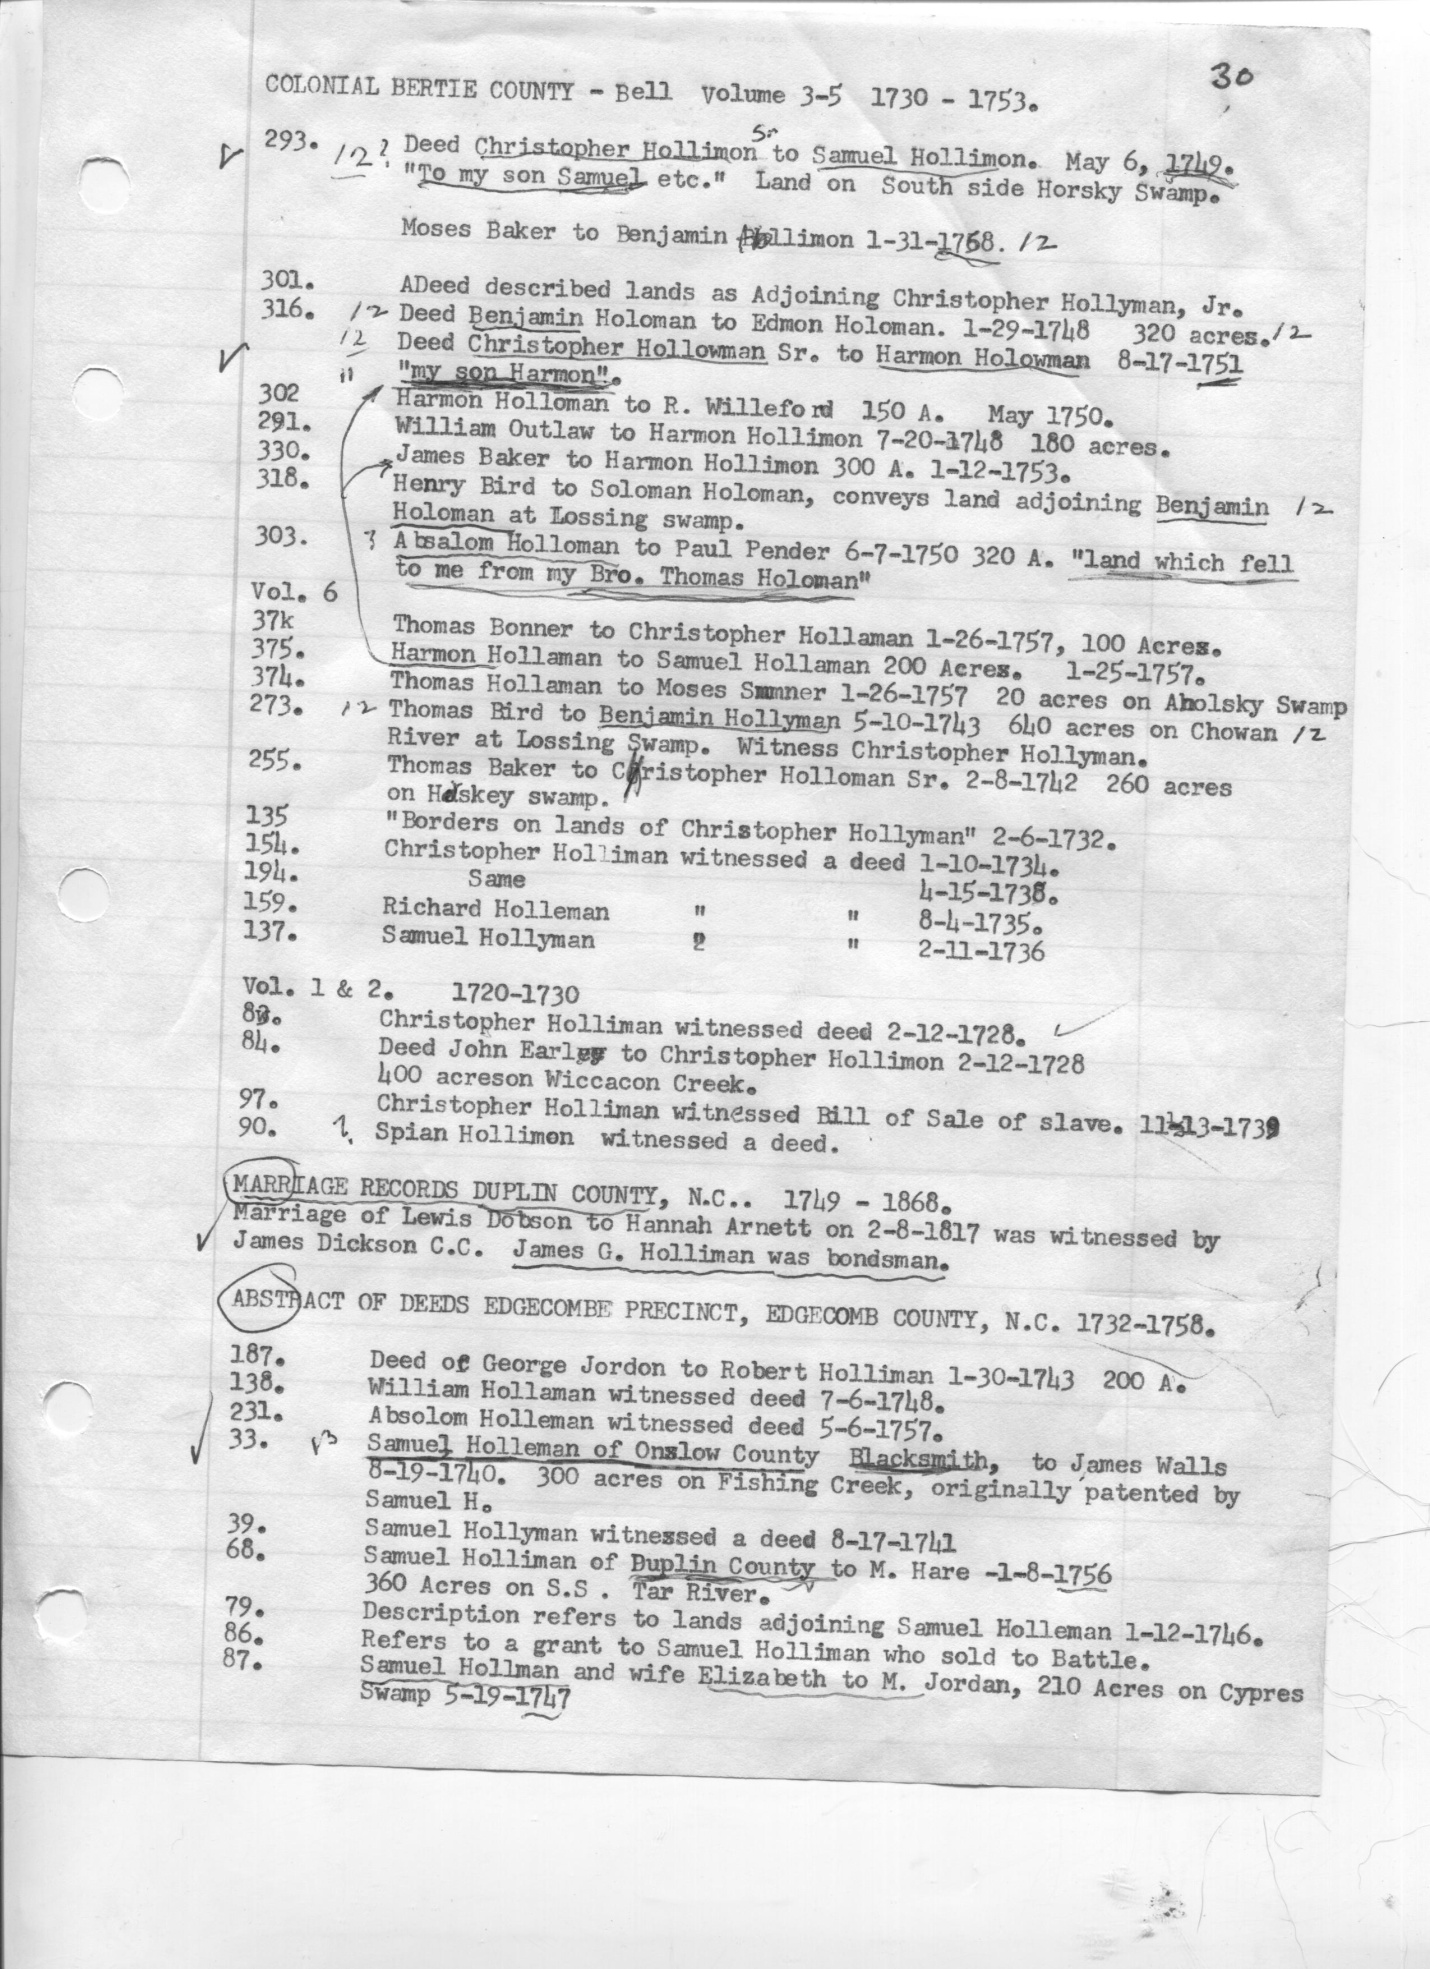 30
COLONIAL BERTIE COUNTY - Bell Volume 3-5 1730 - 1753.
293. 12? Deed Christopher Hollimon Sr to Samuel Hollimon. May 6, 1749.
"To my son Samuel etc." Land on South side Horsky Swamp.
Moses Baker to Benjamin Hollimon 1-31-1768. 12
301. ADeed described lands as Adjoining Christopher Hollyman, Jr.
316. 12 Deed Benjamin Holoman to Edmon Holoman. 1-29-1748 320 acres. 12
12 Deed Christopher Hollowman Sr. to Harmon Holowman 8-17-1751
" "my son Harmon".
302 Harmon Holloman to R. Willeford 150 A. May 1750.
291. William Outlaw to Harmon Hollimon 7-20-1748 180 acres.
330. James Baker to Harmon Hollimon 300 A. 1-12-1753.
318. Henry Bird to Soloman Holoman, conveys land adjoining Benjamin 12
Holoman at Lossing swamp.
303. ? Absalom Holloman to Paul Pender 6-7-1750 320 A. "land which fell
to me from my Bro. Thomas Holoman"
Vol. 6
37k Thomas Bonner to Christopher Hollaman 1-26-1757, 100 Acres.
375. Harmon Hollaman to Samuel Hollaman 200 Acres. 1-25-1757.
374. Thomas Hollaman to Moses Sumner 1-26-1757 20 acres on Aholsky Swamp
273. 12 Thomas Bird to Benjamin Hollyman 5-10-1743 640 acres on Chowan 12
River at Lossing Swamp. Witness Christopher Hollyman.
255. Thomas Baker to Christopher Holloman Sr. 2-8-1742 260 acres
on Hoskey swamp.
135 "Borders on lands of Christopher Hollyman" 2-6-1732.
154. Christopher Holliman witnessed a deed 1-10-1734.
194. Same 4-15-1738.
159. Richard Holleman " " 8-4-1735.
137. Samuel Hollyman " " 2-11-1736
Vol. 1 & 2. 1720-1730
83. Christopher Holliman witnessed deed 2-12-1728.
84. Deed John Earley to Christopher Hollimon 2-12-1728
400 acreson Wiccacon Creek.
97. Christopher Holliman witnessed Bill of Sale of slave. 11-13-1739
90. ? Spian Hollimon witnessed a deed.
MARRIAGE RECORDS DUPLIN COUNTY, N.C.. 1749 - 1868.
Marriage of Lewis Dobson to Hannah Arnett on 2-8-1817 was witnessed by
James Dickson C.C. James G. Holliman was bondsman.
ABSTRACT OF DEEDS EDGECOMBE PRECINCT, EDGECOMB COUNTY, N.C. 1732-1758.
187. Deed of George Jordon to Robert Holliman 1-30-1743 200 A.
138. William Hollaman witnessed deed 7-6-1748.
231. Absolom Holleman witnessed deed 5-6-1757.
33. Samuel Holleman of Onslow County Blacksmith, to James Walls
8-19-1740. 300 acres on Fishing Creek, originally patented by
Samuel H.
39. Samuel Hollyman witnessed a deed 8-17-1741
68. Samuel Holliman of Duplin County to M. Hare -1-8-1756
360 Acres on S.S . Tar River.
79. Description refers to lands adjoining Samuel Holleman 1-12-1746.
86. Refers to a grant to Samuel Holliman who sold to Battle.
87. Samuel Hollman and wife Elizabeth to M. Jordan, 210 Acres on Cypres
Swamp 5-19-1747